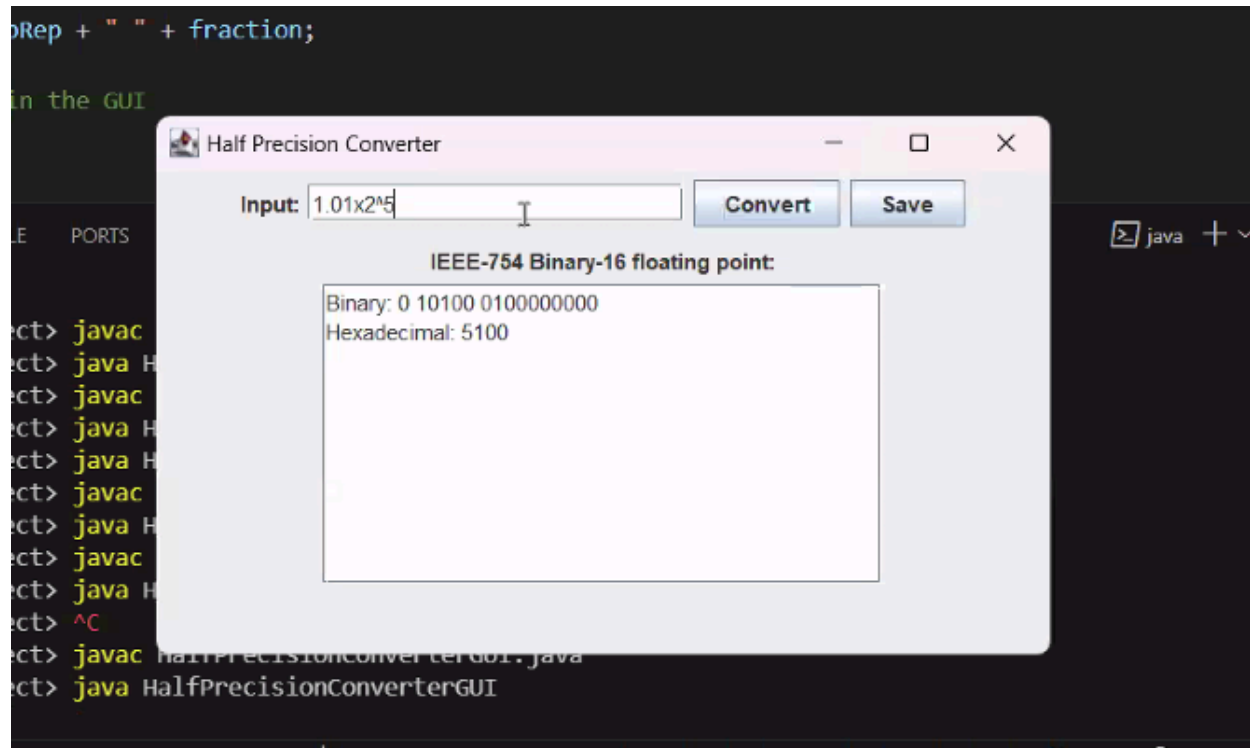 pRep + " " + fraction;
in the GUI
Half Precision Converter
Input: 1.01x2^5 Convert Save
LE PORTS java
IEEE-754 Binary-16 floating point:
Binary: 0 10100 0100000000
Hexadecimal: 5100
ect> javac
ect> java H
ect> javac
ect> java H
ect> java H
ect> javac
ect> java H
ect> javac
ect> java H
ect> ^C
ect> javac HalfPrecisionConverterGUI.java
ect> java HalfPrecisionConverterGUI